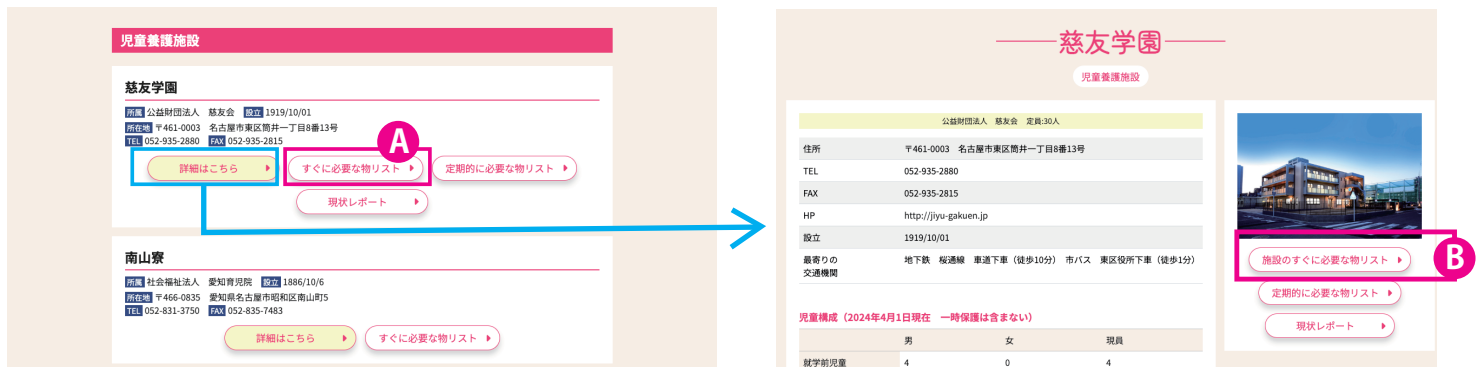 児童養護施設
慈友学園
所属 公益財団法人 慈友会 設立 1919/10/01
所在地 〒461-0003 名古屋市東区筒井一丁目8番13号
TEL 052-935-2880 FAX 052-935-2815
A
詳細はこちら
すぐに必要な物リスト
定期的に必要な物リスト
現状レポート
南山寮
所属 社会福祉法人 愛知育児院 設立 1886/10/6
所在地 〒466-0835 愛知県名古屋市昭和区南山町5
TEL 052-831-3750 FAX 052-835-7483
詳細はこちら
すぐに必要な物リスト
慈友学園
児童養護施設
公益財団法人 慈友会 定員:30人
住所 〒461-0003 名古屋市東区筒井一丁目8番13号
TEL 052-935-2880
FAX 052-935-2815
HP http://jiyu-gakuen.jp
設立 1919/10/01
最寄りの 地下鉄 桜通線 車道下車（徒歩10分） 市バス 東区役所下車（徒歩1分）
交通機関
児童構成（2024年4月1日現在 一時保護は含まない）
男 女 現員
就学前児童 4 0 4
施設のすぐに必要な物リスト
B
定期的に必要な物リスト
現状レポート